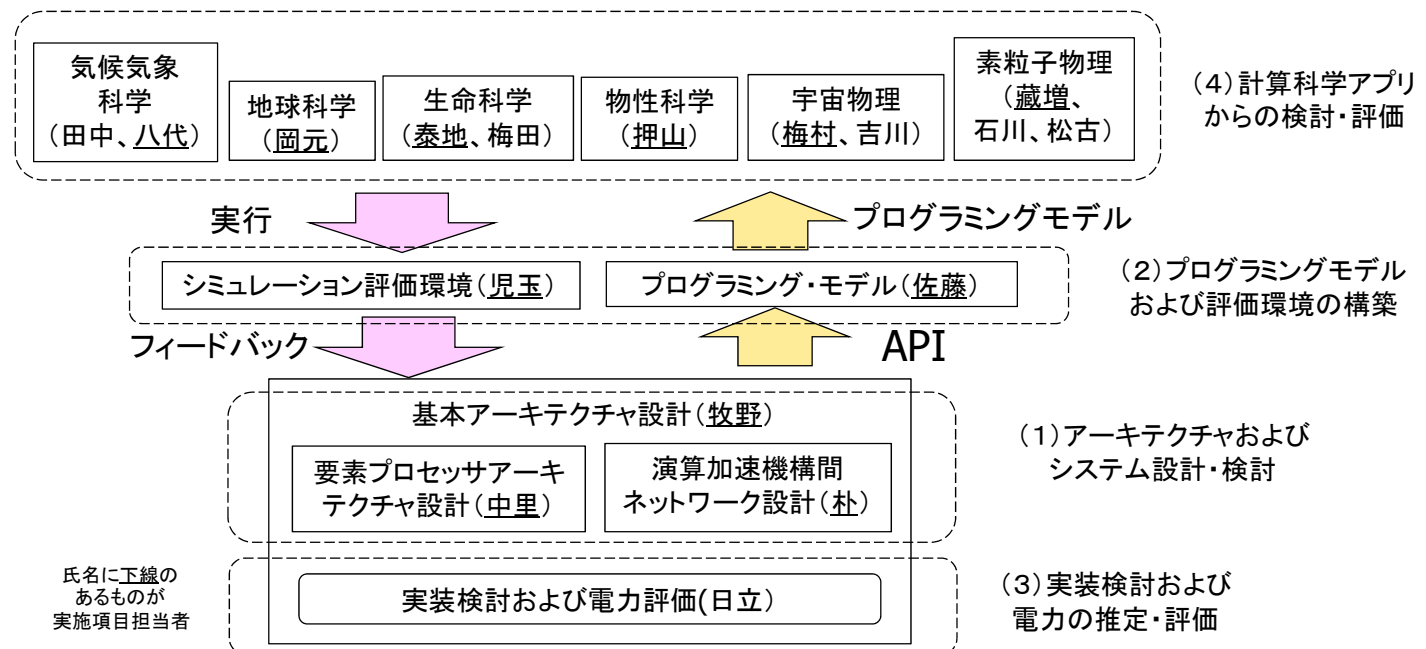 気候気象
科学
（田中、八代）
地球科学
（岡元）
生命科学
（泰地、梅田）
物性科学
（押山）
宇宙物理
（梅村、吉川）
素粒子物理
（藏増、
石川、松古）
（４）計算科学アプリ
からの検討・評価
実行
プログラミングモデル
シミュレーション評価環境（児玉）
プログラミング・モデル（佐藤）
（２）プログラミングモデル
および評価環境の構築
フィードバック
API
基本アーキテクチャ設計（牧野）
要素プロセッサアーキ
テクチャ設計（中里）
演算加速機構間
ネットワーク設計（朴）
（１）アーキテクチャおよび
システム設計・検討
氏名に下線の
あるものが
実施項目担当者
実装検討および電力評価(日立）
（３）実装検討および
電力の推定・評価